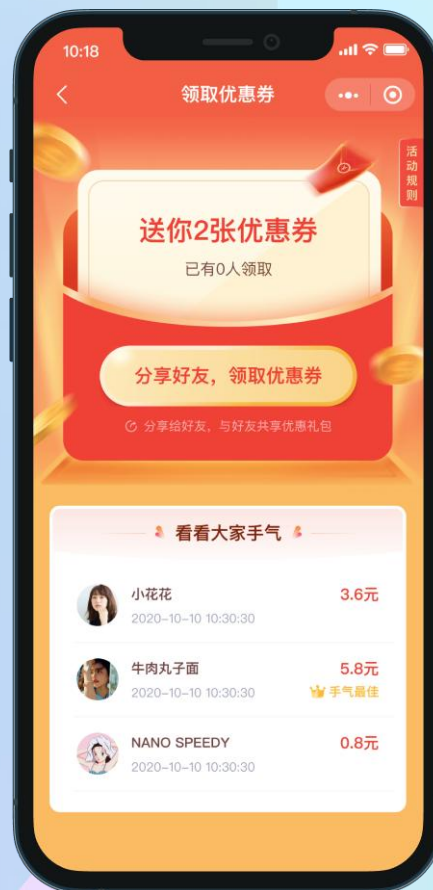 10:18
领取优惠券
活动规则
送你2张优惠券
已有0人领取
分享好友，领取优惠券
分享给好友，与好友共享优惠礼包
看看大家手气
小花花
3.6元
2020-10-10 10:30:30
牛肉丸子面
5.8元
2020-10-10 10:30:30
手气最佳
NANO SPEEDY
0.8元
2020-10-10 10:30:30